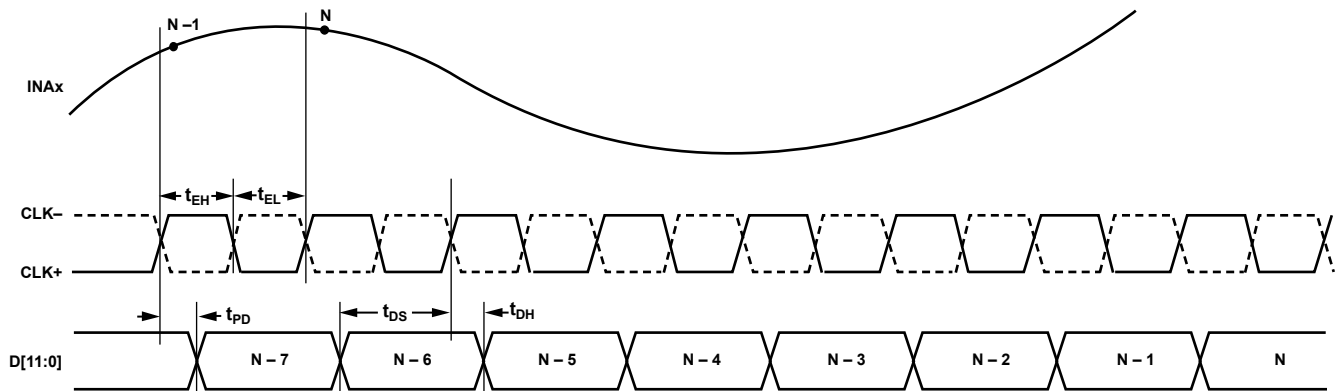 N –1
N
INAx
tEH
tEL
CLK–
CLK+
tPD
tDS
tDH
D[11:0]
N – 7
N – 6
N – 5
N – 4
N – 3
N – 2
N – 1
N